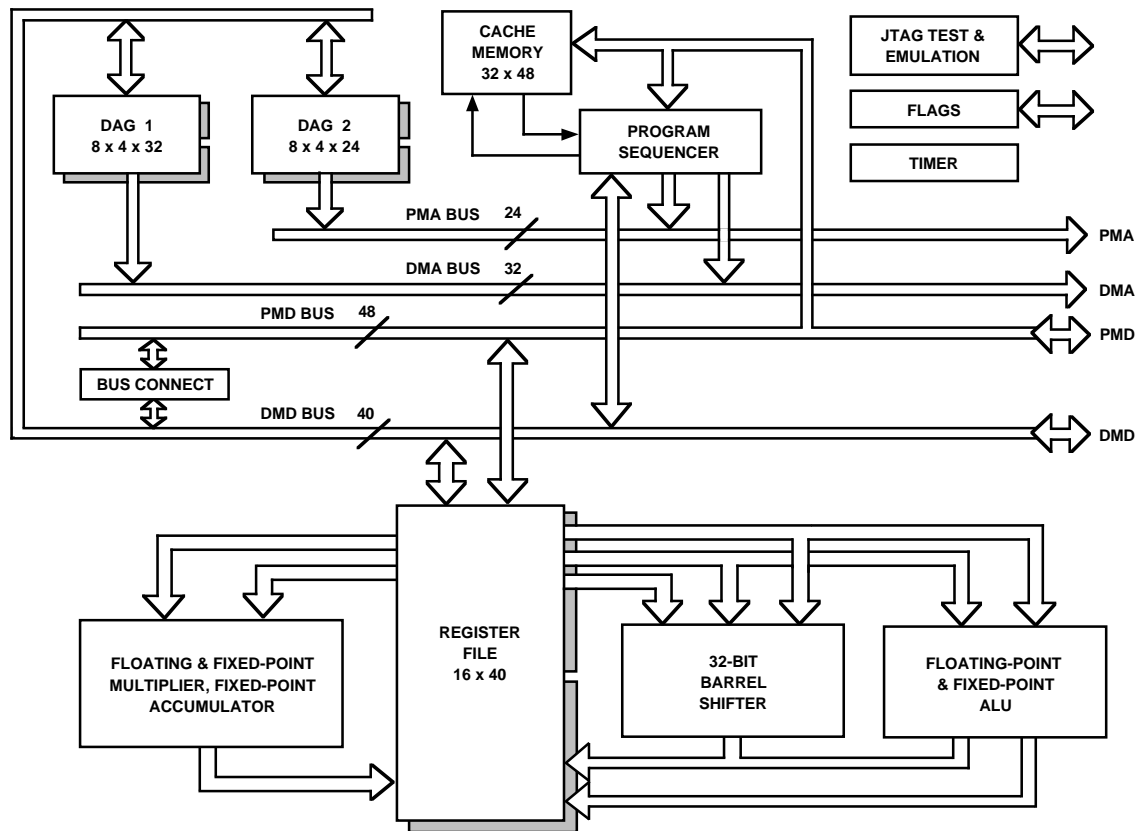 CACHE
MEMORY
32 x 48
JTAG TEST &
EMULATION
FLAGS
TIMER
DAG 1
8 x 4 x 32
DAG 2
8 x 4 x 24
PROGRAM
SEQUENCER
PMA BUS 24
PMA
DMA BUS 32
DMA
PMD BUS 48
PMD
BUS CONNECT
DMD BUS 40
DMD
FLOATING & FIXED-POINT
MULTIPLIER, FIXED-POINT
ACCUMULATOR
REGISTER
FILE
16 x 40
32-BIT
BARREL
SHIFTER
FLOATING-POINT
& FIXED-POINT
ALU